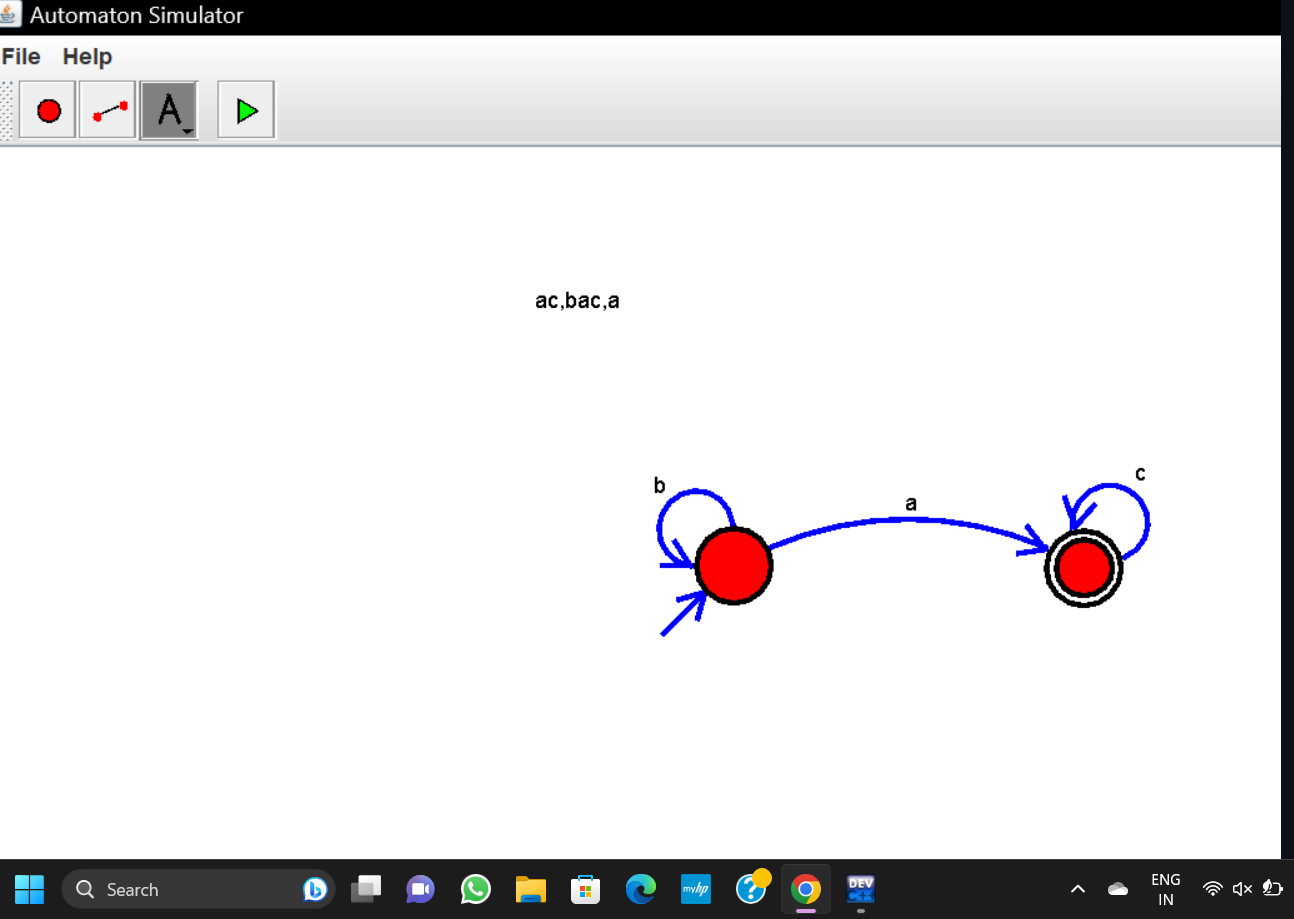 Automaton Simulator
File Help
A
ac,bac,a
b
a
c
Search
b
myhp
?
DEV
C++
ENG
IN